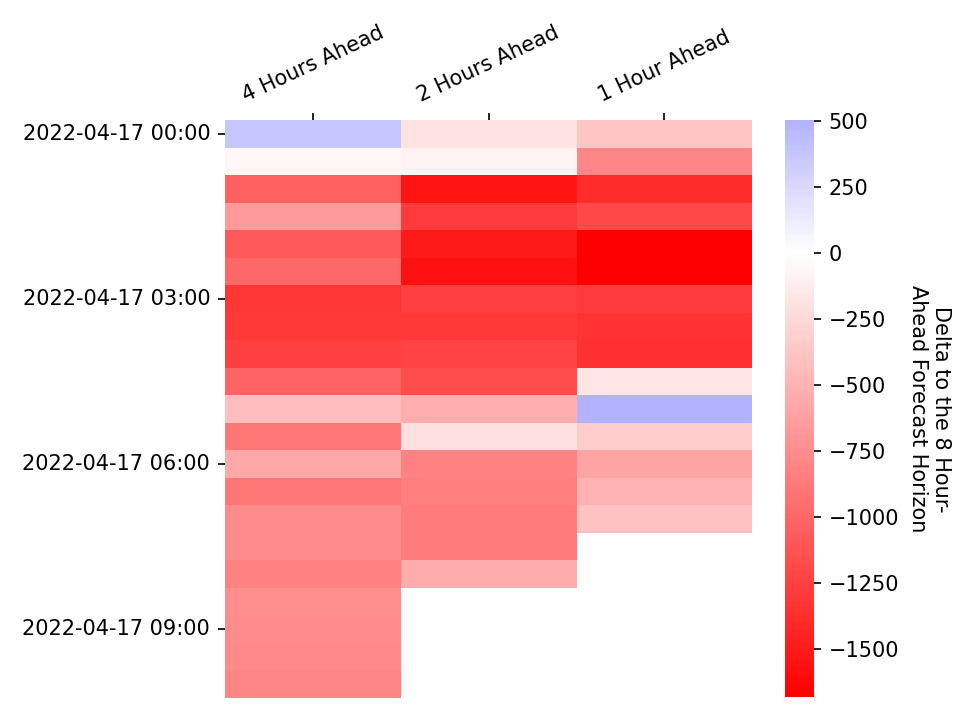 4 Hours Ahead
2 Hours Ahead
1 Hour Ahead
2022-04-17 00:00
2022-04-17 03:00
2022-04-17 06:00
2022-04-17 09:00
500
250
0
−250
−500
−750
−1000
−1250
−1500
Delta to the 8 Hour-
Ahead Forecast Horizon